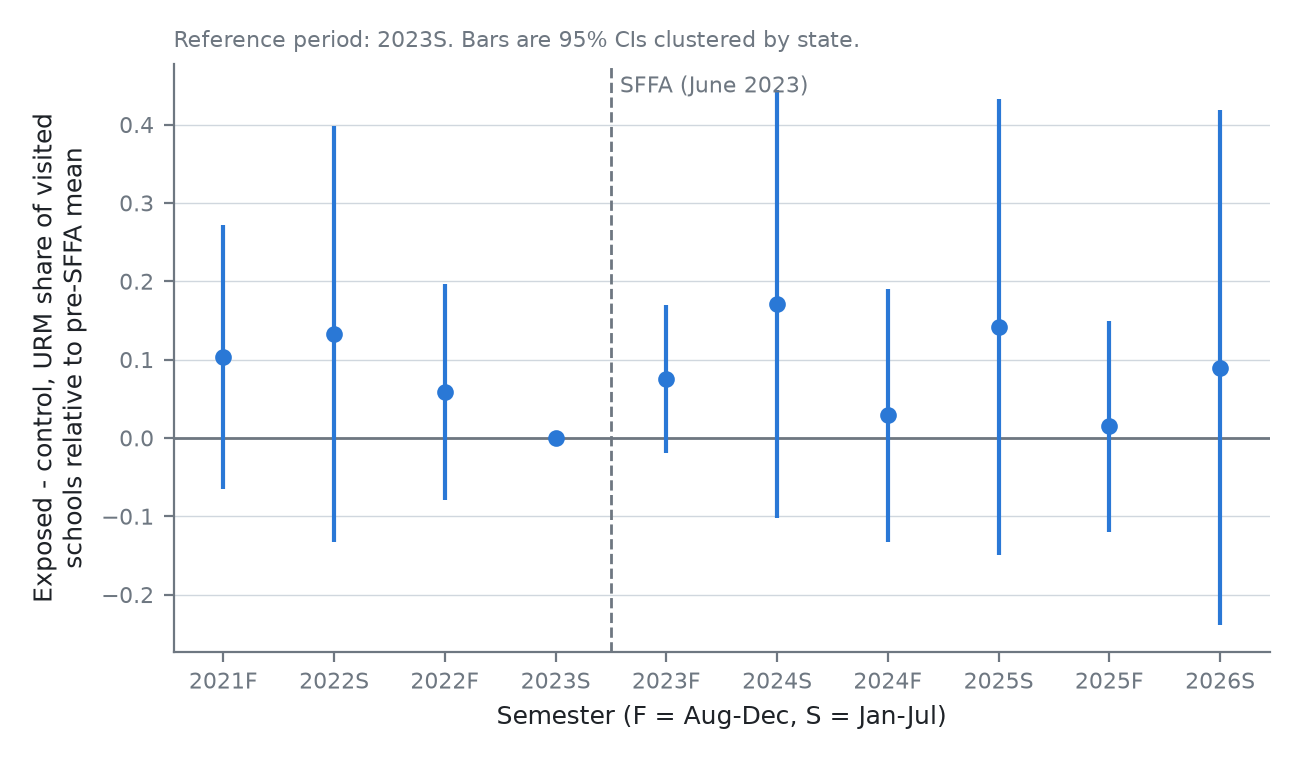 Reference period: 2023S. Bars are 95% CIs clustered by state.
SFFA (June 2023)
Exposed - control, URM share of visited
schools relative to pre-SFFA mean
0.4
0.3
0.2
0.1
0.0
−0.1
−0.2
2021F 2022S 2022F 2023S 2023F 2024S 2024F 2025S 2025F 2026S
Semester (F = Aug-Dec, S = Jan-Jul)